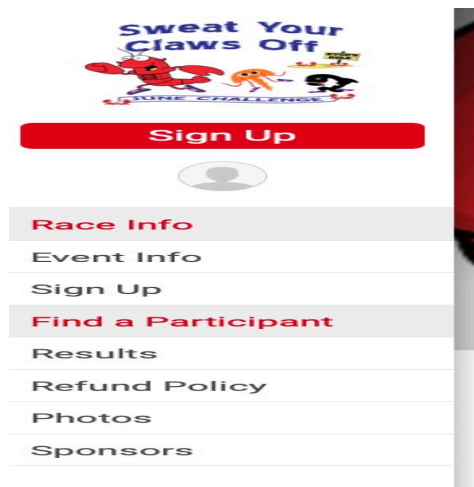 Sweat Your
Claws Off
JUNE CHALLENGE
Sign Up
Race Info
Event Info
Sign Up
Find a Participant
Results
Refund Policy
Photos
Sponsors